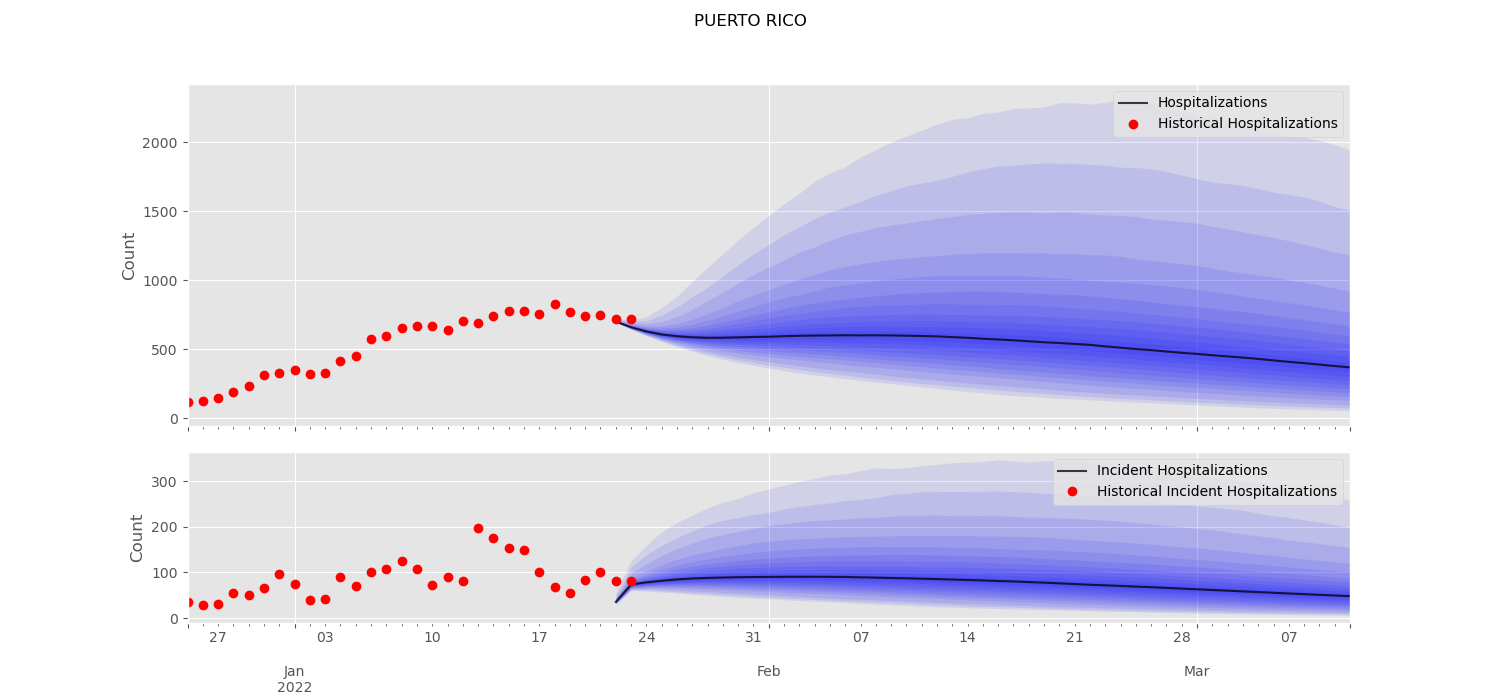 PUERTO RICO
Hospitalizations
Historical Hospitalizations
Count
2000
1500
1000
500
0
Incident Hospitalizations
Historical Incident Hospitalizations
Count
300
200
100
0
27 03 10 17 24 31 07 14 21 28 07
Jan Feb Mar
2022